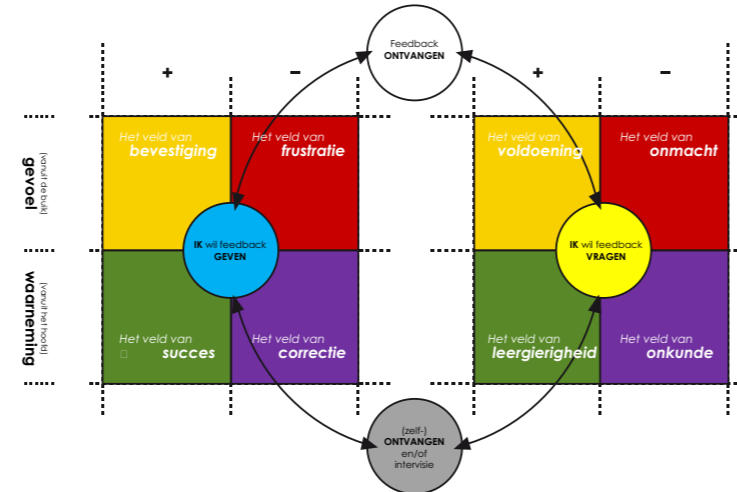 Feedback
ONTVANGEN
+
−
+
−
Het veld van
bevestiging
Het veld van
frustratie
Het veld van
voldoening
Het veld van
onmacht
gevoel
(vanuit de buik)
IK wil feedback
GEVEN
IK wil feedback
VRAGEN
waarneming
(vanuit het hoofd)
Het veld van
succes
Het veld van
correctie
Het veld van
leergierigheid
Het veld van
onkunde
(zelf-)
ONTVANGEN
en/of
intervisie